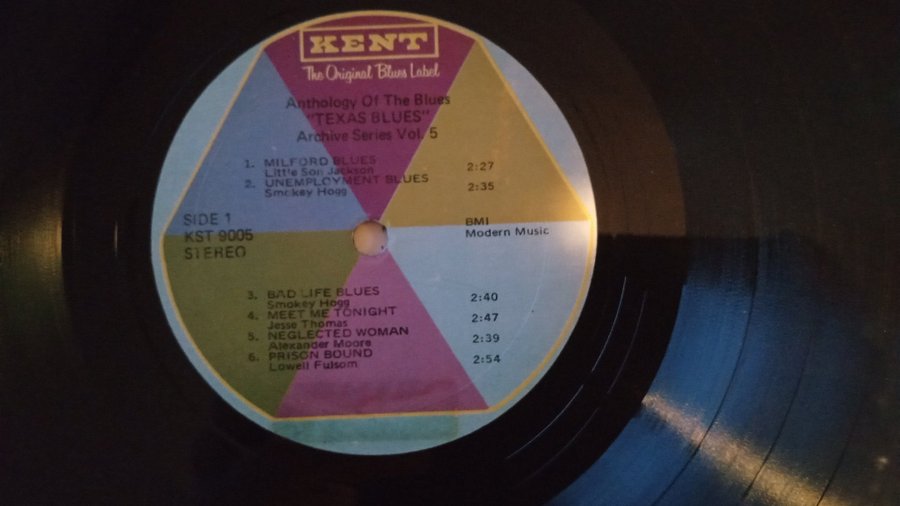 KENT
The Original Blues Label
Anthology Of The Blues
"TEXAS BLUES"
Archive Series Vol. 5
1. MILFORD BLUES 2:27
Little Son Jackson
2. UNEMPLOYMENT BLUES 2:35
Smokey Hogg
SIDE 1
KST 9005
STEREO
BMI
Modern Music
3. BAD LIFE BLUES 2:40
Smokey Hogg
4. MEET ME TONIGHT 2:47
Jesse Thomas
5. NEGLECTED WOMAN 2:39
Alexander Moore
6. PRISON BOUND 2:54
Lowell Fulsom